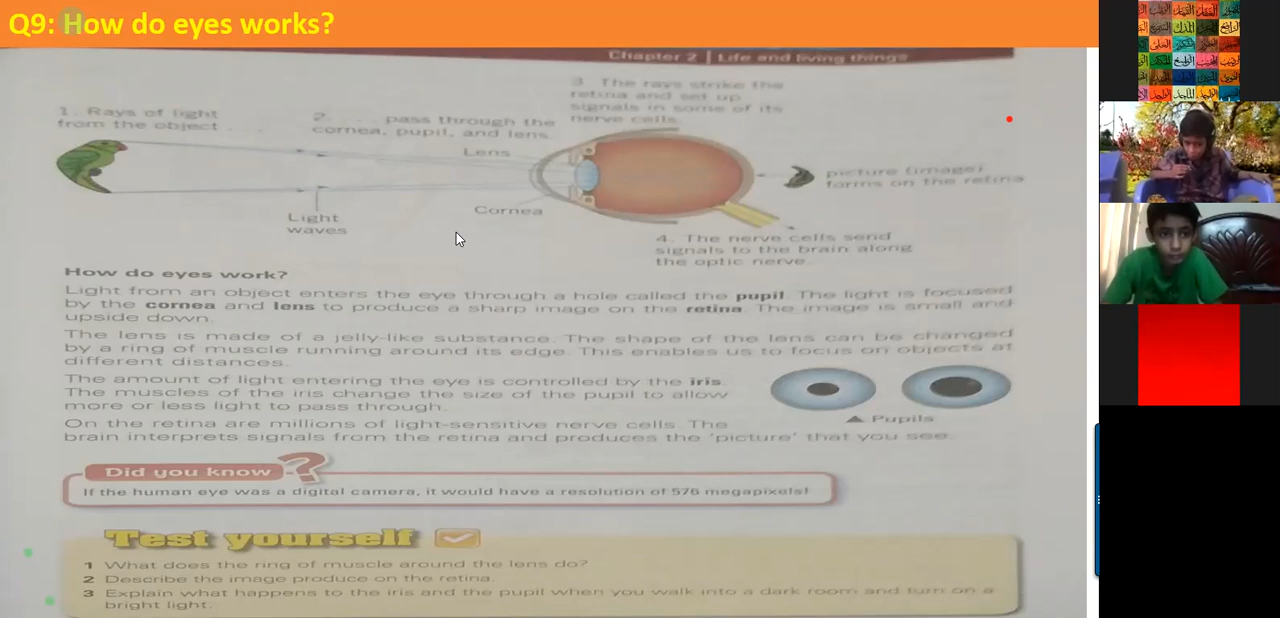 Q9: How do eyes works?
Chapter 2 | Life and living things
3. The rays strike the
retina and set up
signals in some of its
nerve cells.
1. Rays of light
from the object ....
2. .... pass through the
cornea, pupil, and lens.
Lens
picture (image)
forms on the retina
Cornea
Light
waves
4. The nerve cells send
signals to the brain along
the optic nerve.
How do eyes work?
Light from an object enters the eye through a hole called the pupil. The light is focused
by the cornea and lens to produce a sharp image on the retina. The image is small and
upside down.
The lens is made of a jelly-like substance. The shape of the lens can be changed
by a ring of muscle running around its edge. This enables us to focus on objects at
different distances.
The amount of light entering the eye is controlled by the iris.
The muscles of the iris change the size of the pupil to allow
more or less light to pass through.
▲ Pupils
On the retina are millions of light-sensitive nerve cells. The
brain interprets signals from the retina and produces the 'picture' that you see.
Did you know ?
If the human eye was a digital camera, it would have a resolution of 576 megapixels!
Test yourself
1 What does the ring of muscle around the lens do?
2 Describe the image produce on the retina.
3 Explain what happens to the iris and the pupil when you walk into a dark room and turn on a
bright light.